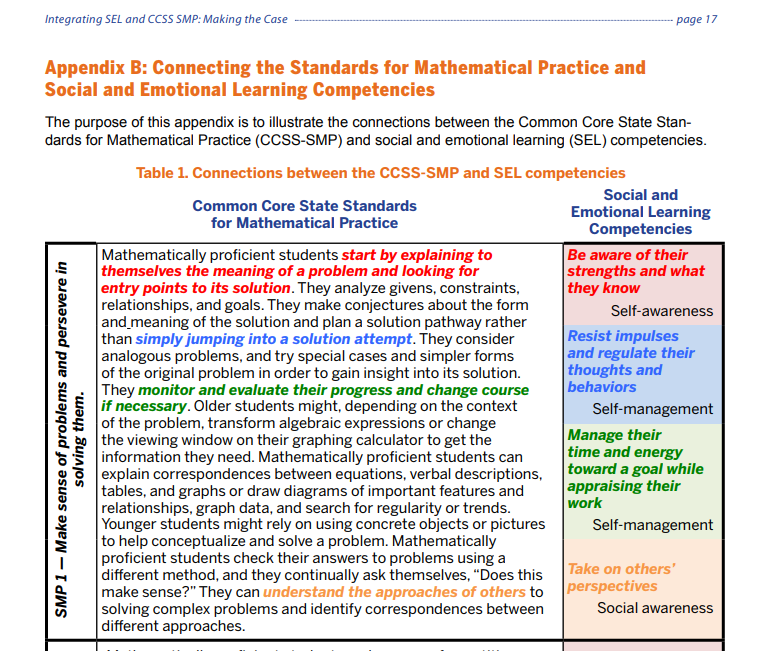 Integrating SEL and CCSS SMP: Making the Case
page 17
Appendix B: Connecting the Standards for Mathematical Practice and
Social and Emotional Learning Competencies
The purpose of this appendix is to illustrate the connections between the Common Core State Stan-
dards for Mathematical Practice (CCSS-SMP) and social and emotional learning (SEL) competencies.
Table 1. Connections between the CCSS-SMP and SEL competencies
Common Core State Standards
for Mathematical Practice
Social and
Emotional Learning
Competencies
SMP 1 — Make sense of problems and persevere in
solving them.
Mathematically proficient students start by explaining to
themselves the meaning of a problem and looking for
entry points to its solution. They analyze givens, constraints,
relationships, and goals. They make conjectures about the form
and meaning of the solution and plan a solution pathway rather
than simply jumping into a solution attempt. They consider
analogous problems, and try special cases and simpler forms
of the original problem in order to gain insight into its solution.
They monitor and evaluate their progress and change course
if necessary. Older students might, depending on the context
of the problem, transform algebraic expressions or change
the viewing window on their graphing calculator to get the
information they need. Mathematically proficient students can
explain correspondences between equations, verbal descriptions,
tables, and graphs or draw diagrams of important features and
relationships, graph data, and search for regularity or trends.
Younger students might rely on using concrete objects or pictures
to help conceptualize and solve a problem. Mathematically
proficient students check their answers to problems using a
different method, and they continually ask themselves, “Does this
make sense?” They can understand the approaches of others to
solving complex problems and identify correspondences between
different approaches.
Be aware of their
strengths and what
they know
Self-awareness
Resist impulses
and regulate their
thoughts and
behaviors
Self-management
Manage their
time and energy
toward a goal while
appraising their
work
Self-management
Take on others’
perspectives
Social awareness